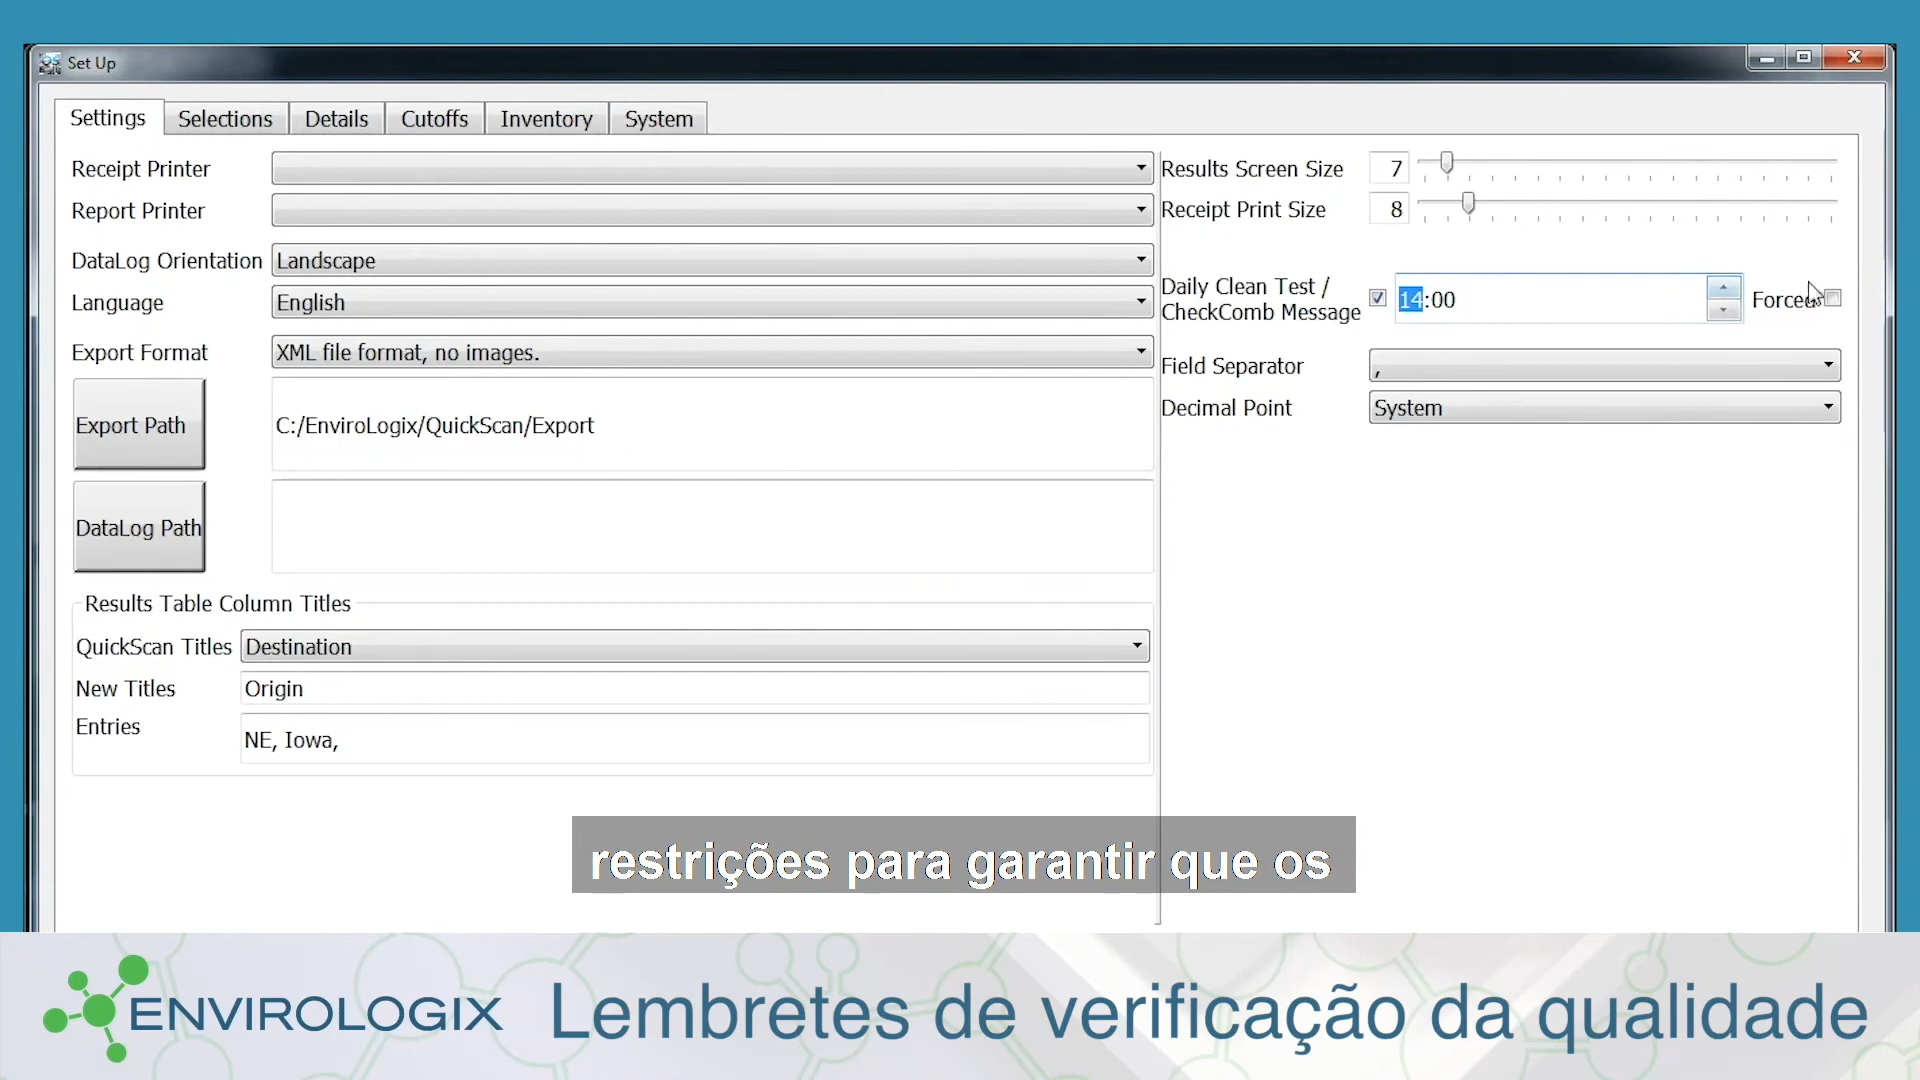 Set Up
Settings Selections Details Cutoffs Inventory System
Receipt Printer
Report Printer
DataLog Orientation Landscape
Language English
Export Format XML file format, no images.
Export Path C:/EnviroLogix/QuickScan/Export
DataLog Path
Results Table Column Titles
QuickScan Titles Destination
New Titles Origin
Entries NE, Iowa,
Results Screen Size 7
Receipt Print Size 8
Daily Clean Test /
CheckComb Message 14:00 Forced
Field Separator ,
Decimal Point System
restrições para garantir que os
ENVIROLOGIX Lembretes de verificação da qualidade